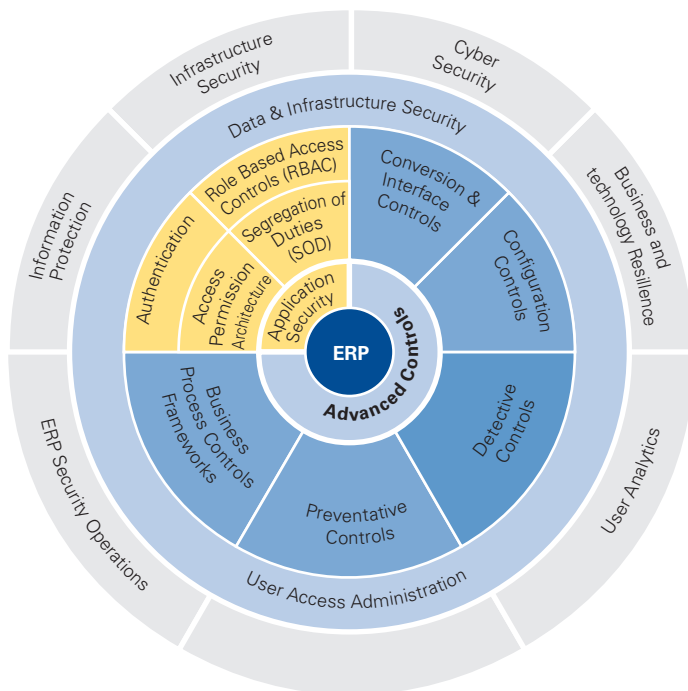 Infrastructure
Security
Cyber
Security
Information
Protection
Business and
technology Resillence
ERP Security Operations
User Analytics
Data & Infrastructure Security
User Access Administration
Role Based Access
Controls (RBAC)
Segregation of
Duties
(SOD)
Authentication
Access
Permission
Architecture
Application
Security
Conversion &
Interface
Controls
Configuration
Controls
Detective
Controls
Preventative
Controls
Business
Process Controls
Frameworks
Advanced Controls
ERP